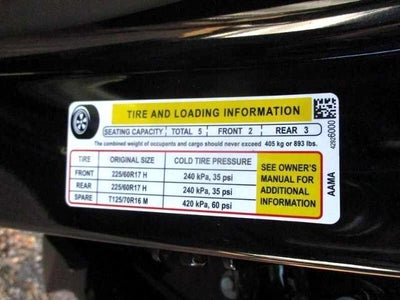 TIRE AND LOADING INFORMATION
SEATING CAPACITY TOTAL 5 FRONT 2 REAR 3
The combined weight of occupants and cargo should never exceed 405 kg or 893 lbs.
TIRE ORIGINAL SIZE COLD TIRE PRESSURE
FRONT 225/60R17 H 240 kPa, 35 psi
REAR 225/60R17 H 240 kPa, 35 psi
SPARE T125/70R16 M 420 kPa, 60 psi
SEE OWNER'S
MANUAL FOR
ADDITIONAL
INFORMATION
AAMA